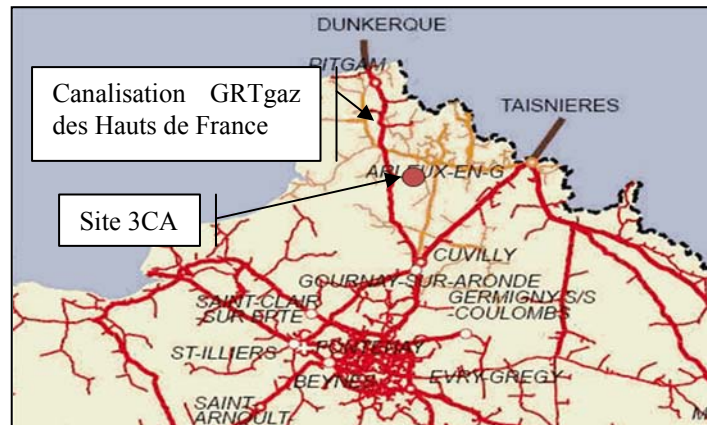 DUNKERQUE
PITGAM
Canalisation GRTgaz
des Hauts de France
TAISNIERES
ARLEUX-EN-G
Site 3CA
CUVILLY
GOURNAY-SUR-ARONDE
SAINT-CLAIR
-SUR-EPTE
GERMIGNY-S/S
-COULOMBS
ST-ILLIERS
FONTENAY
BEYNES
EVRY-GREGY
SAINT-
ARNOULT-
M